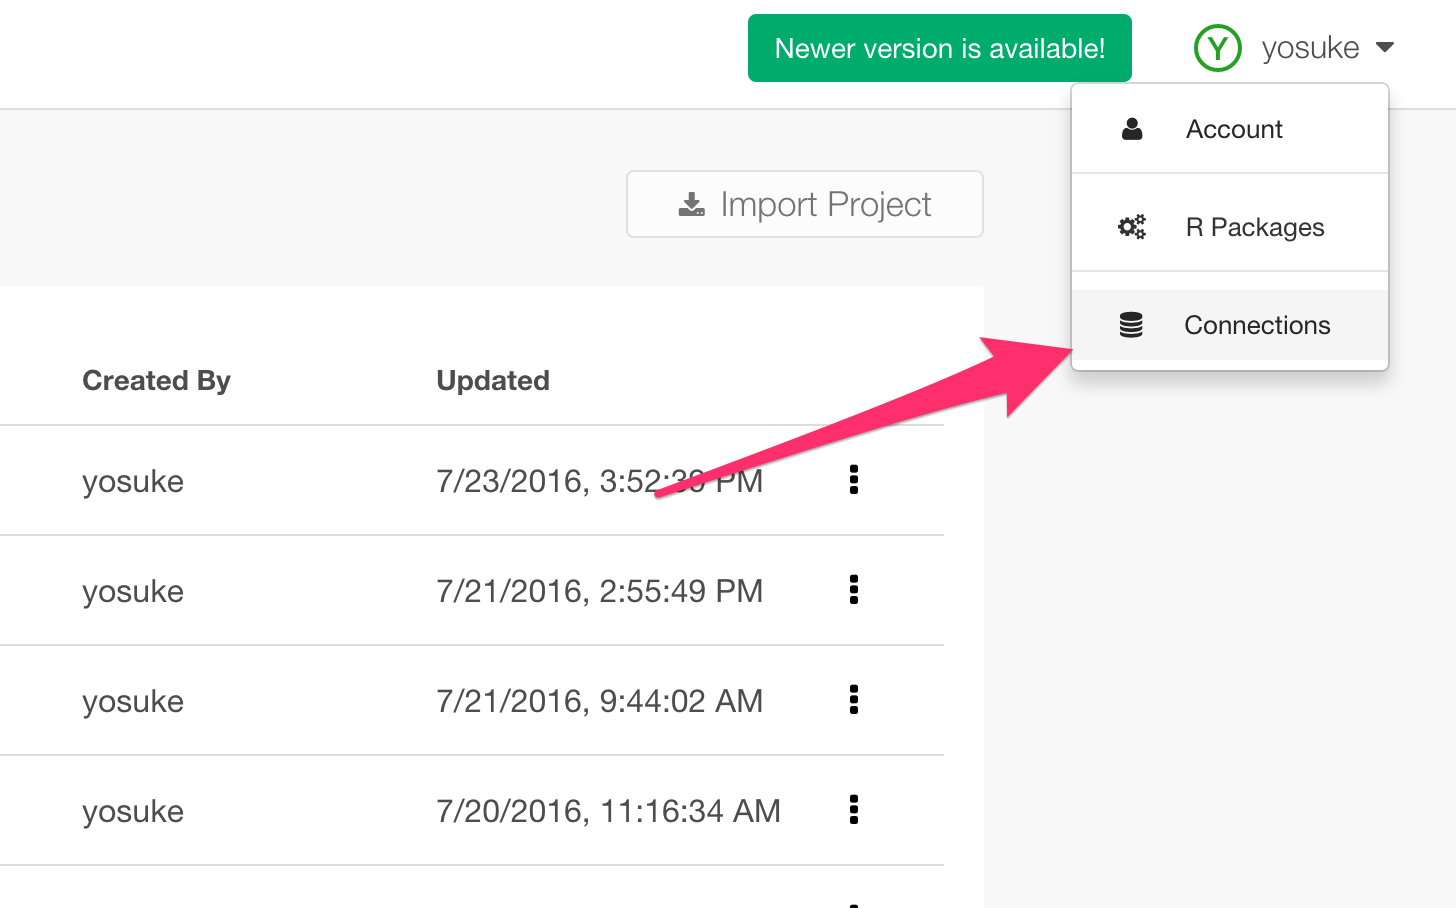 Newer version is available!
Y yosuke
Account
R Packages
Connections
Import Project
Created By Updated
yosuke 7/23/2016, 3:52:39 PM
yosuke 7/21/2016, 2:55:49 PM
yosuke 7/21/2016, 9:44:02 AM
yosuke 7/20/2016, 11:16:34 AM